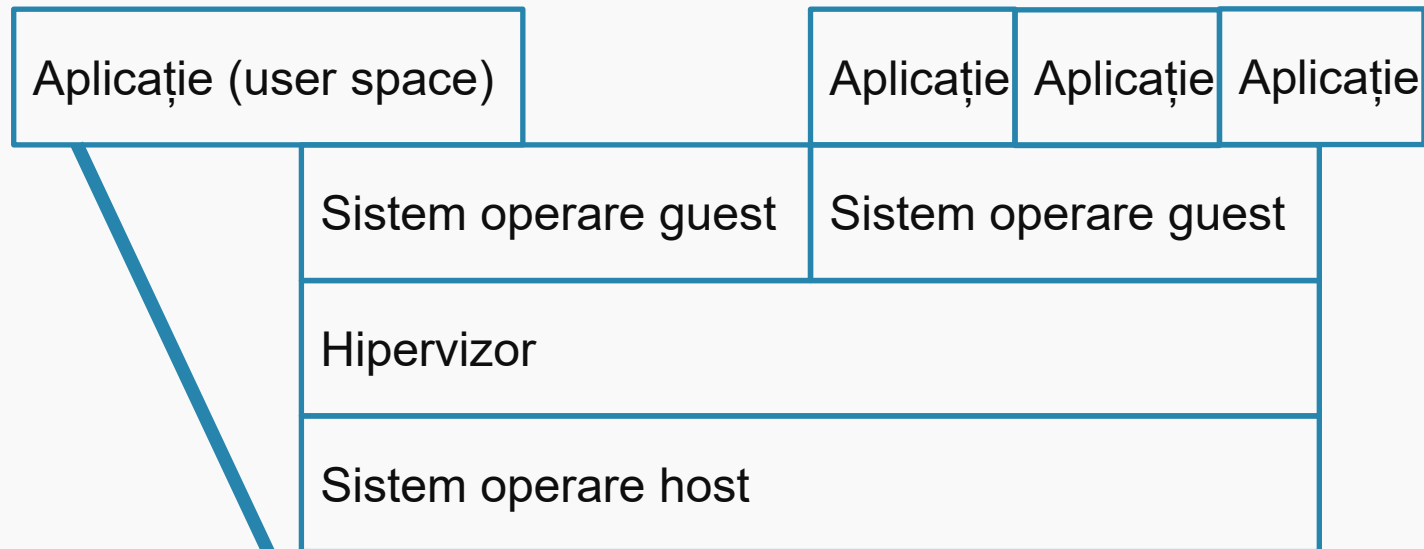 Aplicație (user space)
Aplicație
Aplicație
Aplicație
Sistem operare guest
Sistem operare guest
Hipervizor
Sistem operare host